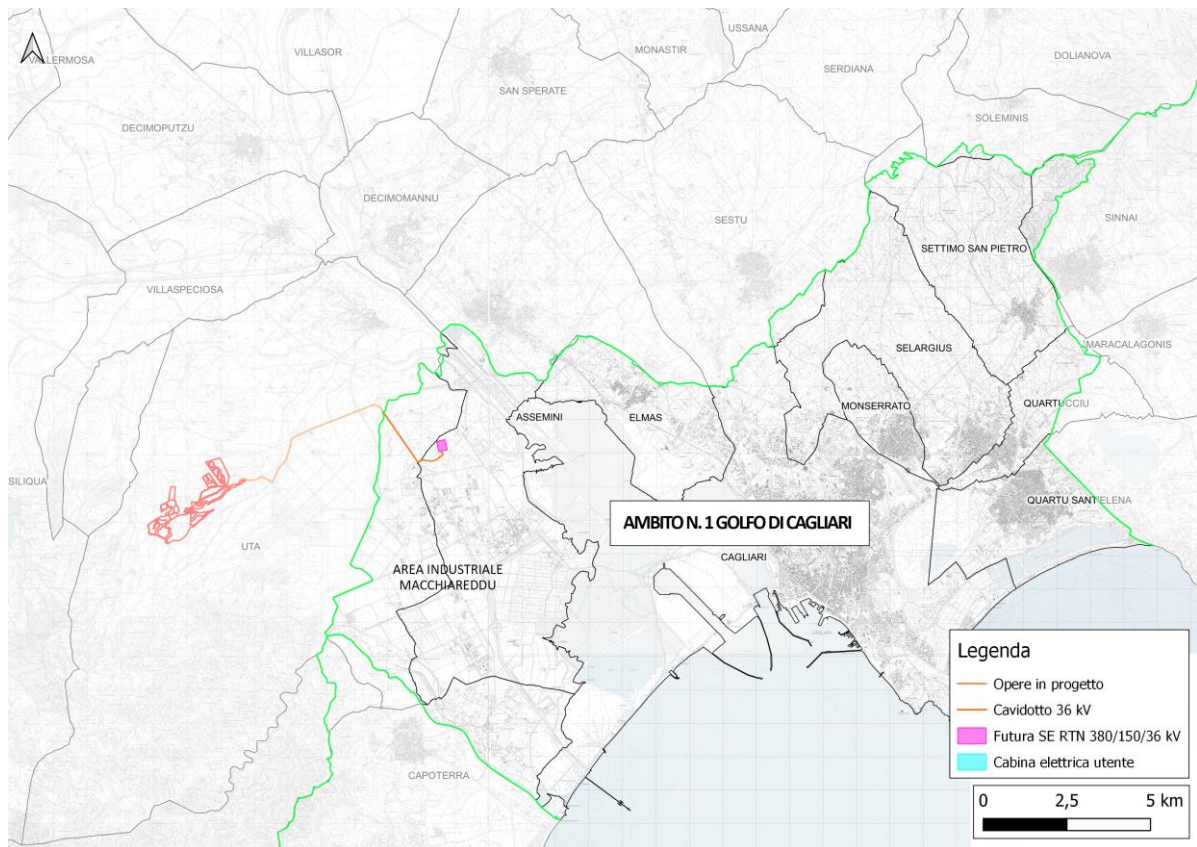 USSANA
VILLASOR
MONASTIR
DOLIANOVA
VALLERMOSA
SERDIANA
SAN SPERATE
SOLEMINIS
DECIMOPUTZU
DECIMOMANNU
SESTU
SINNAI
SETTIMO SAN PIETRO
VILLASPECIOSA
MARACALAGONIS
SELARGIUS
QUARTUCCIU
MONSERRATO
ASSEMINI
ELMAS
SILIQUA
QUARTU SANT'ELENA
AMBITO N. 1 GOLFO DI CAGLIARI
UTA
CAGLIARI
AREA INDUSTRIALE
MACCHIAREDDU
CAPOTERRA
Legenda
Opere in progetto
Cavidotto 36 kV
Futura SE RTN 380/150/36 kV
Cabina elettrica utente
0 2,5 5 km